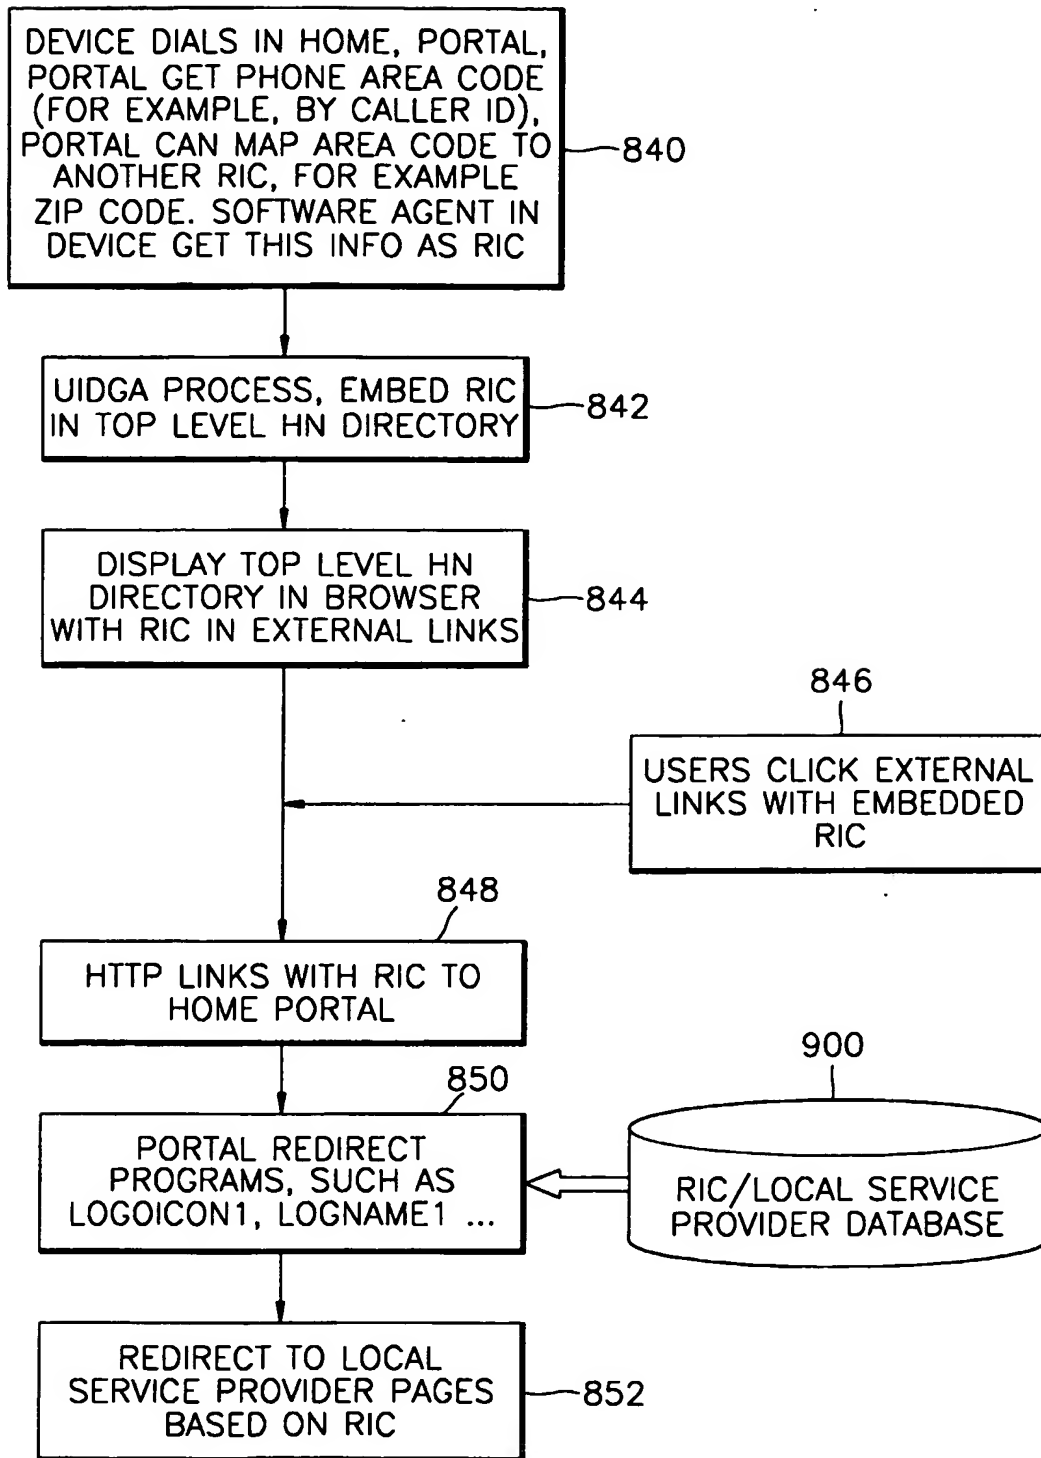 DEVICE DIALS IN HOME, PORTAL,
PORTAL GET PHONE AREA CODE
(FOR EXAMPLE, BY CALLER ID),
PORTAL CAN MAP AREA CODE TO
ANOTHER RIC, FOR EXAMPLE
ZIP CODE. SOFTWARE AGENT IN
DEVICE GET THIS INFO AS RIC
840
UIDGA PROCESS, EMBED RIC
IN TOP LEVEL HN DIRECTORY
842
DISPLAY TOP LEVEL HN
DIRECTORY IN BROWSER
WITH RIC IN EXTERNAL LINKS
844
846
USERS CLICK EXTERNAL
LINKS WITH EMBEDDED
RIC
848
HTTP LINKS WITH RIC TO
HOME PORTAL
850
PORTAL REDIRECT
PROGRAMS, SUCH AS
LOGOICON1, LOGNAME1 ...
900
RIC/LOCAL SERVICE
PROVIDER DATABASE
REDIRECT TO LOCAL
SERVICE PROVIDER PAGES
BASED ON RIC
852